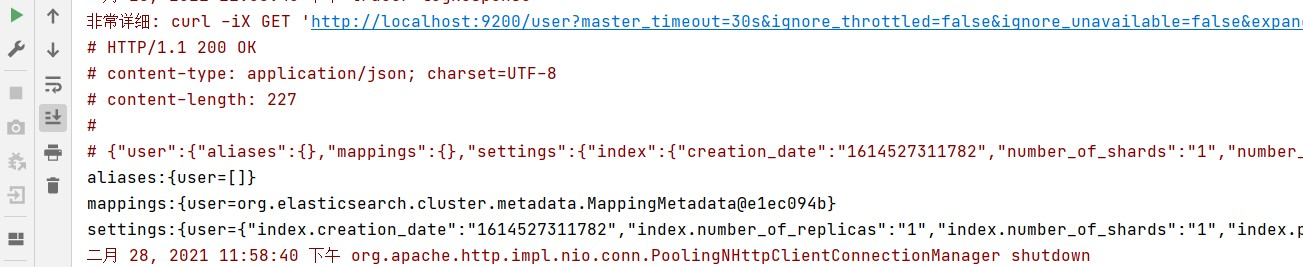 非常详细: curl -iX GET 'http://localhost:9200/user?master_timeout=30s&ignore_throttled=false&ignore_unavailable=false&expan
# HTTP/1.1 200 OK
# content-type: application/json; charset=UTF-8
# content-length: 227
#
# {"user":{"aliases":{},"mappings":{},"settings":{"index":{"creation_date":"1614527311782","number_of_shards":"1","number_
aliases:{user=[]}
mappings:{user=org.elasticsearch.cluster.metadata.MappingMetadata@e1ec094b}
settings:{user={"index.creation_date":"1614527311782","index.number_of_replicas":"1","index.number_of_shards":"1","index.p
二月 28, 2021 11:58:40 下午 org.apache.http.impl.nio.conn.PoolingNHttpClientConnectionManager shutdown